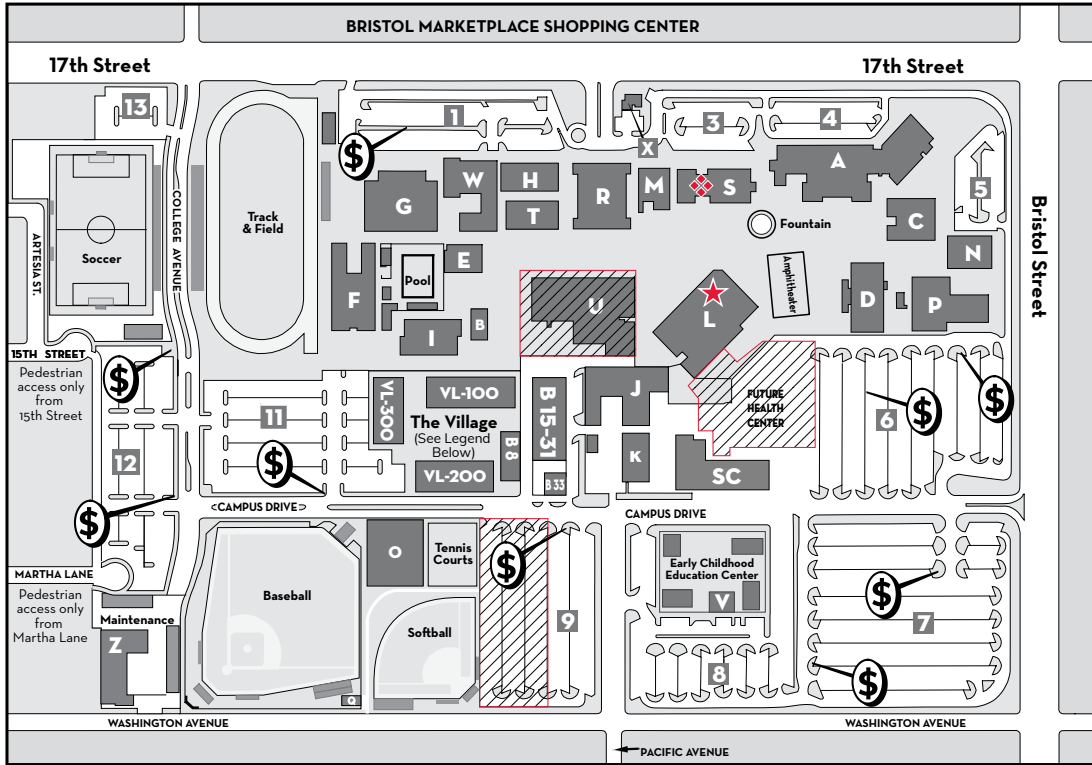 BRISTOL MARKETPLACE SHOPPING CENTER
17th Street
17th Street
13
1
3
4
X
A
5
$
W
H
R
M
S
G
T
C
Bristol Street
COLLEGE AVENUE
Track
& Field
Fountain
ARTESIA ST.
Soccer
E
N
Pool
Amphitheater
F
U
L
D
P
B
I
15TH STREET
Pedestrian
access only
from
15th Street
$
VL-300
VL-100
B 15-31
J
FUTURE
HEALTH
CENTER
6
$
$
11
The Village
(See Legend
Below)
B 8
12
$
VL-200
K
SC
B 33
$
CAMPUS DRIVE
CAMPUS DRIVE
O
Tennis
Courts
$
Early Childhood
Education Center
MARTHA LANE
Pedestrian
access only
from
Martha Lane
Baseball
V
$
Maintenance
Softball
9
7
Z
8
$
Q
WASHINGTON AVENUE
WASHINGTON AVENUE
PACIFIC AVENUE